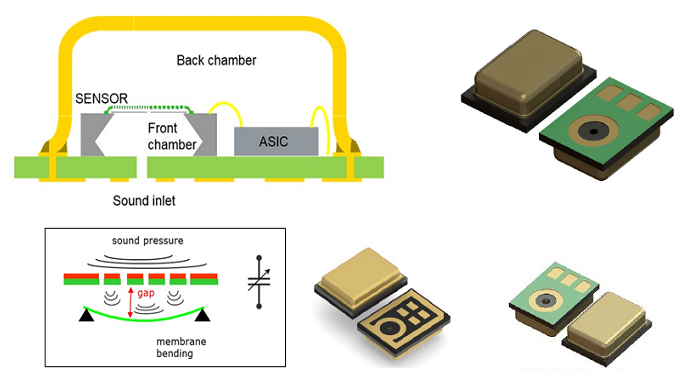 Back chamber
SENSOR
Front
chamber
ASIC
Sound inlet
sound pressure
gap
membrane
bending